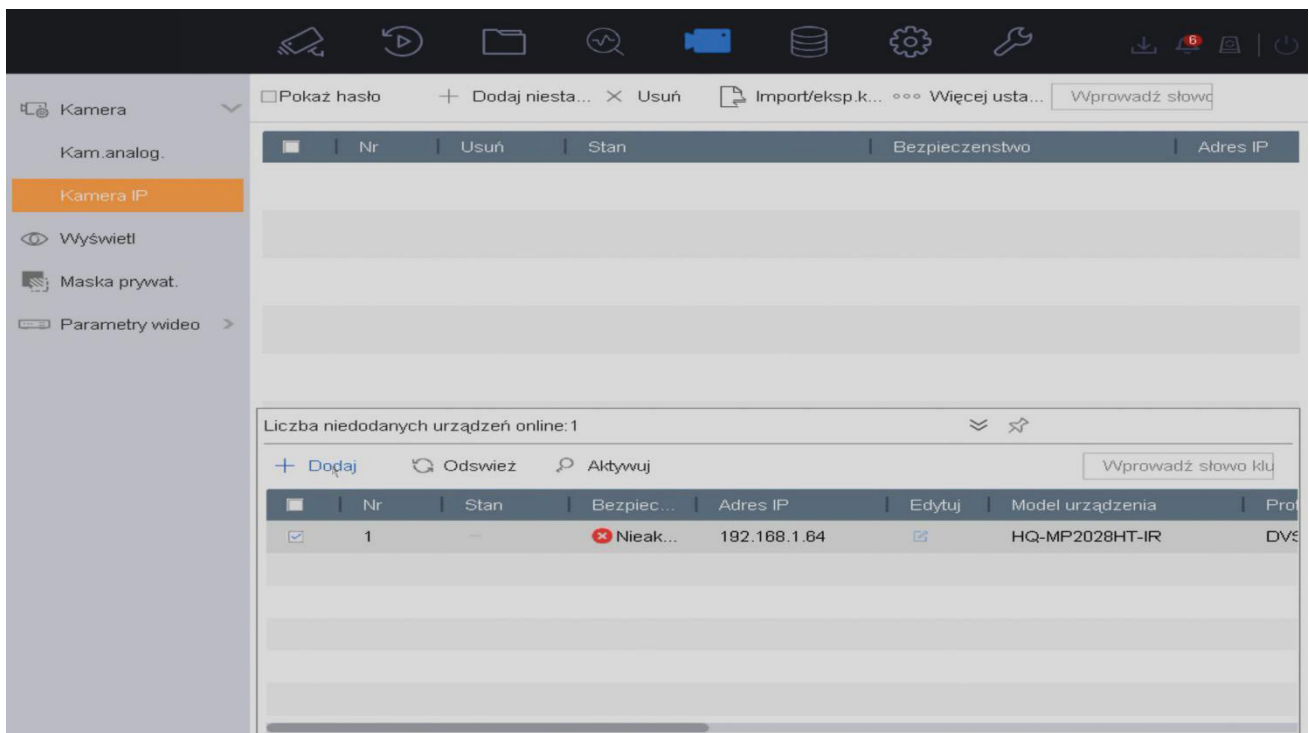 6
Kamera
Kam.analog.
Kamera IP
Wyświetl
Maska prywat.
Parametry wideo
Pokaż hasło
Dodaj niesta...
Usuń
Import/eksp.k...
Więcej usta...
Wprowadź słowo
Nr
Usuń
Stan
Bezpieczenstwo
Adres IP
Liczba niedodanych urządzeń online:1
Dodaj
Odswież
Aktywuj
Wprowadź słowo klu
Nr
Stan
Bezpiec...
Adres IP
Edytuj
Model urządzenia
Prof
1
Nieak...
192.168.1.64
HQ-MP2028HT-IR
DVS